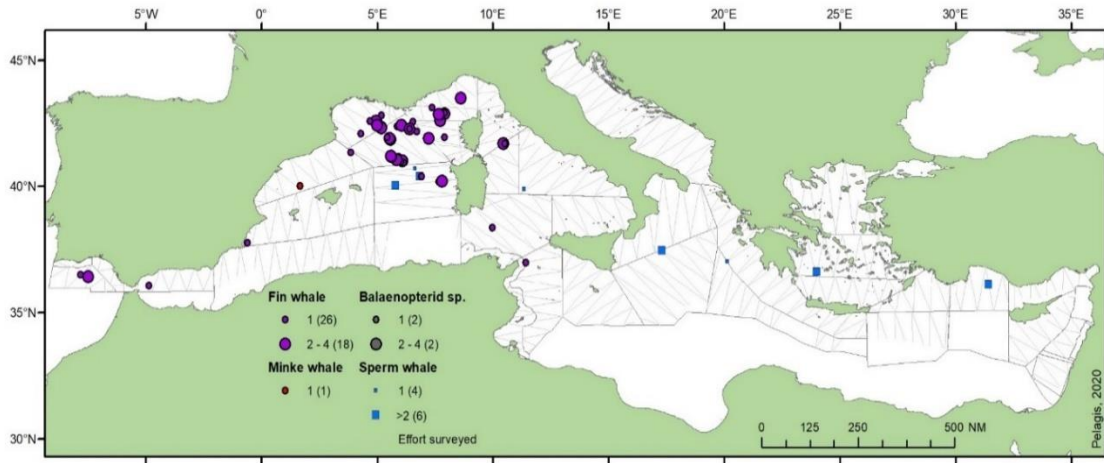 5°W 0° 5°E 10°E 15°E 20°E 25°E 30°E 35°E
45°N
40°N
35°N
30°N
Fin whale
1 (26)
2 - 4 (18)
Minke whale
1 (1)
Balaenopterid sp.
1 (2)
2 - 4 (2)
Sperm whale
1 (4)
>2 (6)
Effort surveyed
0 125 250 500 NM
Pelagis, 2020